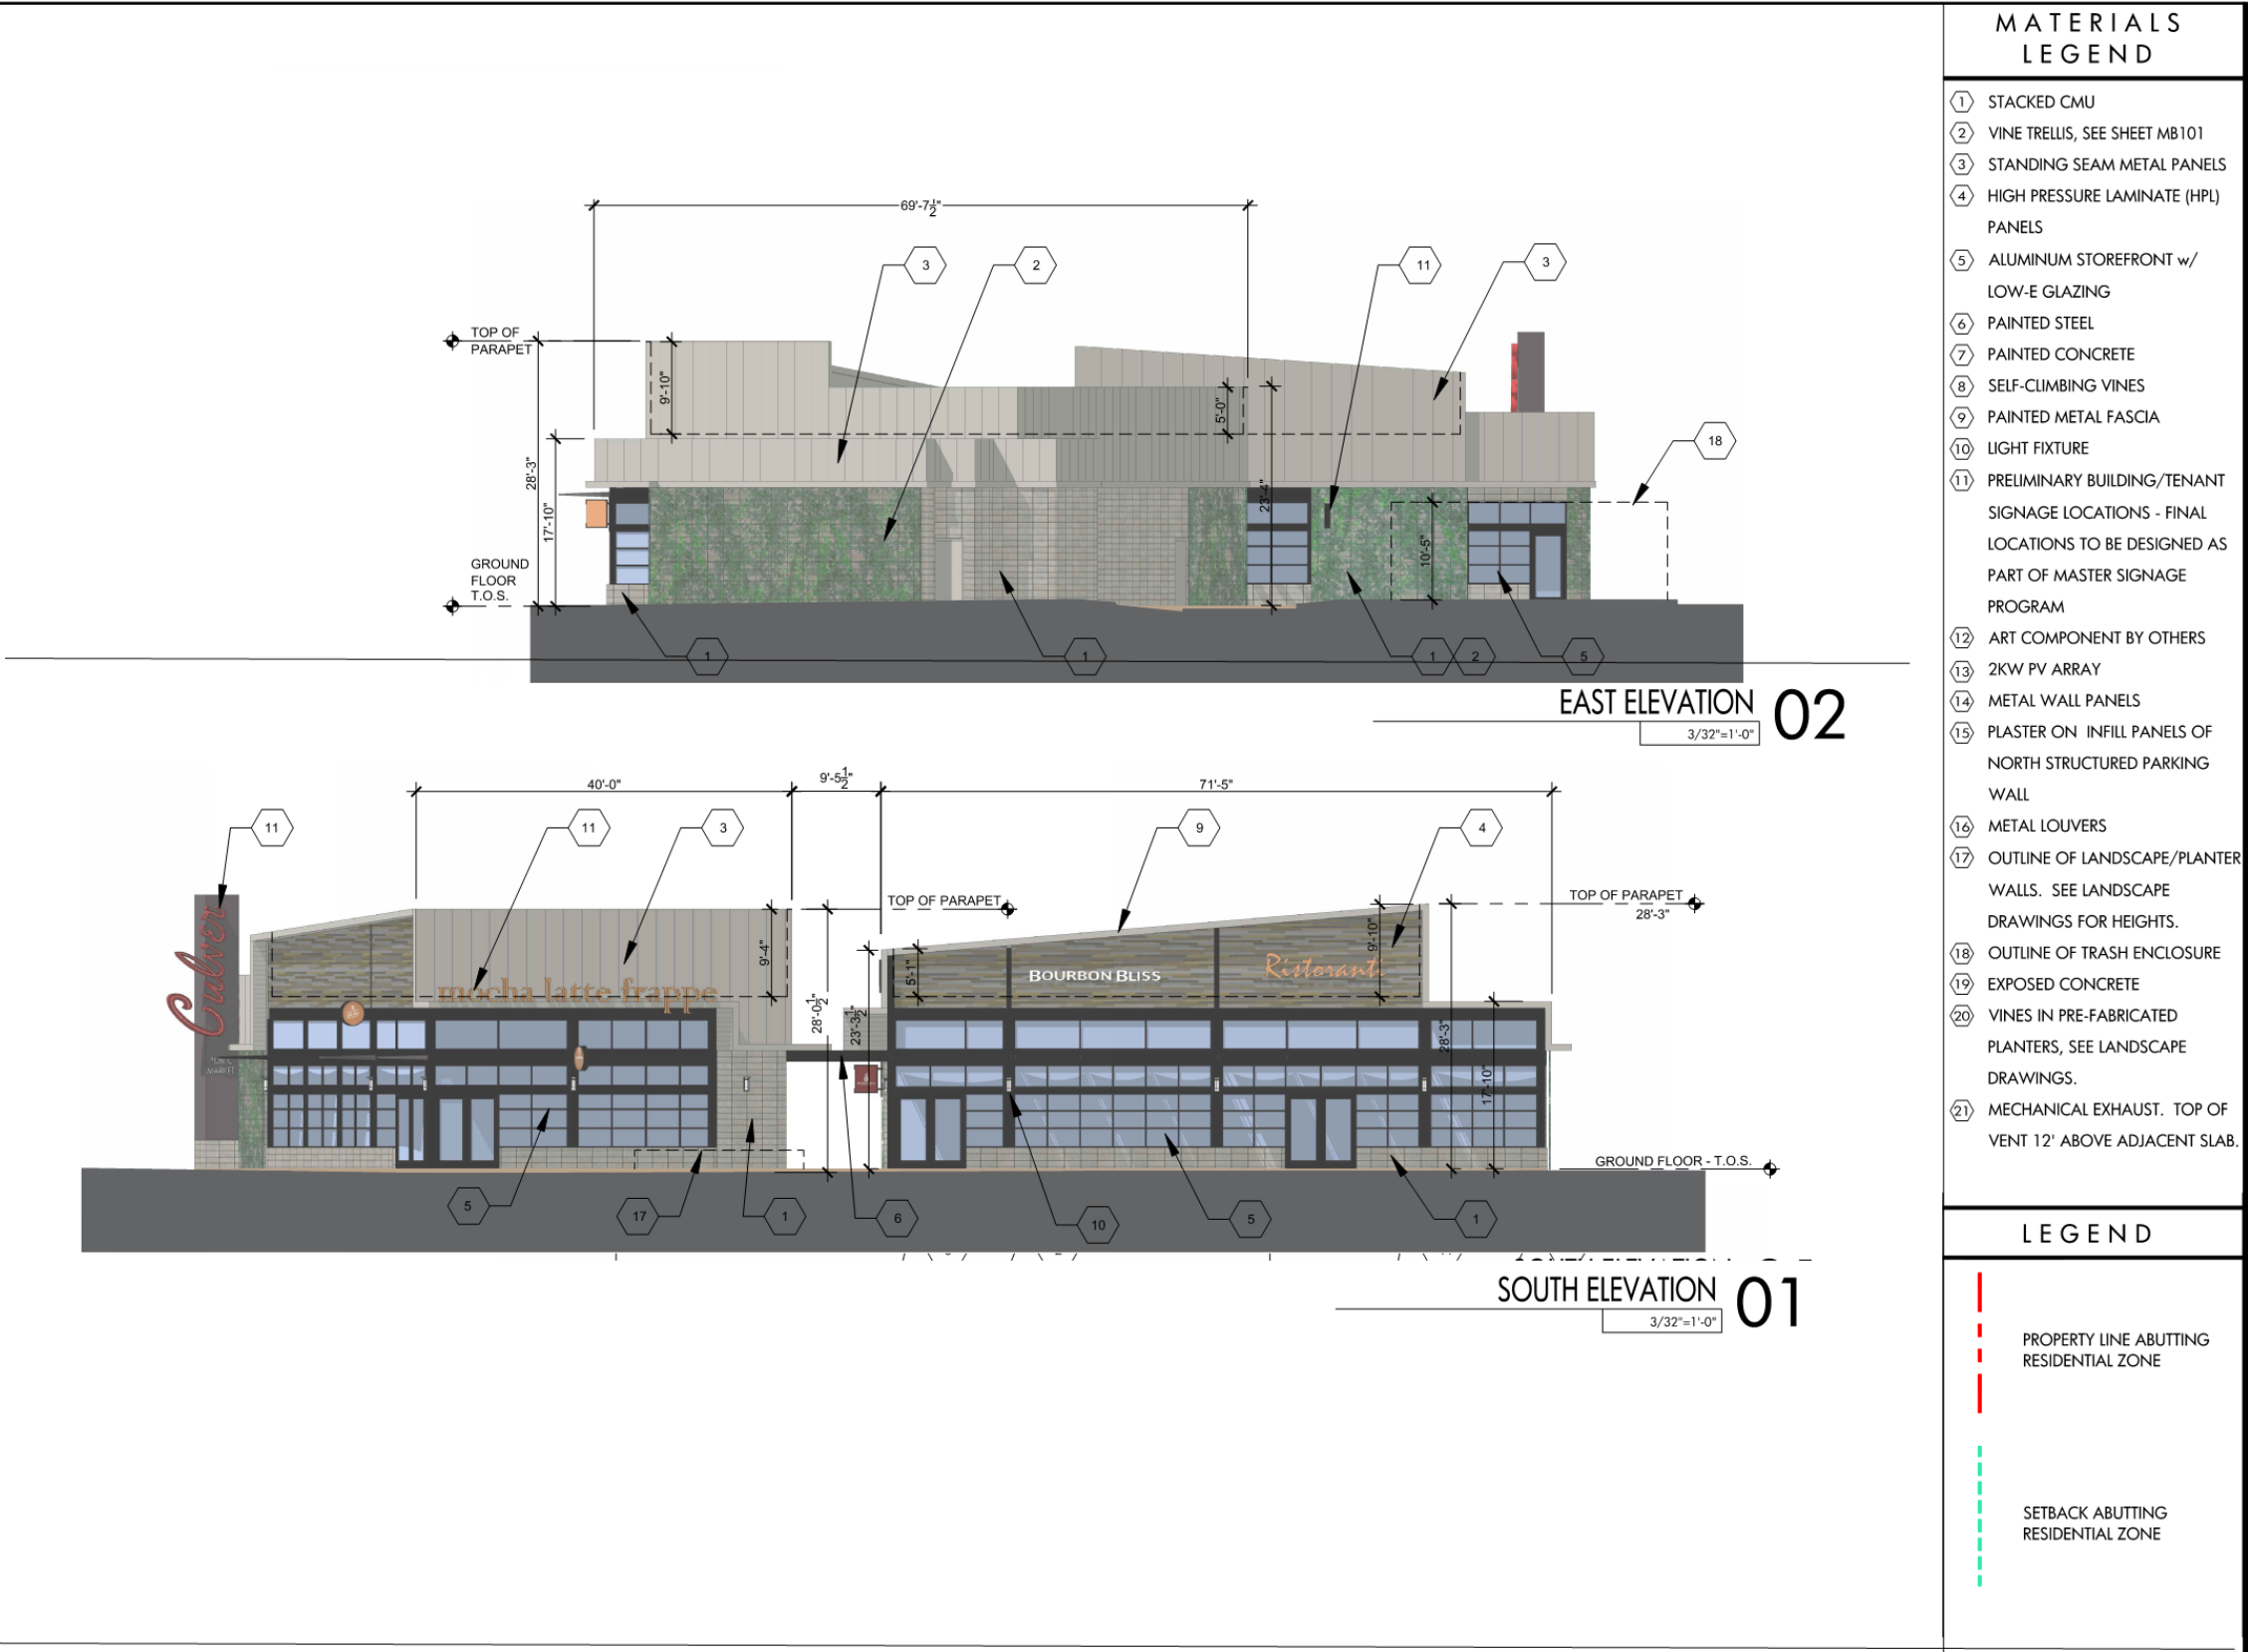 MATERIALS
LEGEND
1 STACKED CMU
2 VINE TRELLIS, SEE SHEET MB101
3 STANDING SEAM METAL PANELS
4 HIGH PRESSURE LAMINATE (HPL)
PANELS
5 ALUMINUM STOREFRONT w/
LOW-E GLAZING
6 PAINTED STEEL
7 PAINTED CONCRETE
8 SELF-CLIMBING VINES
9 PAINTED METAL FASCIA
10 LIGHT FIXTURE
11 PRELIMINARY BUILDING/TENANT
SIGNAGE LOCATIONS - FINAL
LOCATIONS TO BE DESIGNED AS
PART OF MASTER SIGNAGE
PROGRAM
12 ART COMPONENT BY OTHERS
13 2KW PV ARRAY
14 METAL WALL PANELS
15 PLASTER ON INFILL PANELS OF
NORTH STRUCTURED PARKING
WALL
16 METAL LOUVERS
17 OUTLINE OF LANDSCAPE/PLANTER
WALLS. SEE LANDSCAPE
DRAWINGS FOR HEIGHTS.
18 OUTLINE OF TRASH ENCLOSURE
19 EXPOSED CONCRETE
20 VINES IN PRE-FABRICATED
PLANTERS, SEE LANDSCAPE
DRAWINGS.
21 MECHANICAL EXHAUST. TOP OF
VENT 12' ABOVE ADJACENT SLAB.
LEGEND
PROPERTY LINE ABUTTING
RESIDENTIAL ZONE
SETBACK ABUTTING
RESIDENTIAL ZONE
69'-7½"
3
2
11
3
18
TOP OF
PARAPET
9'-10"
5'-0"
28'-3"
17'-10"
23'-4"
10'-5"
GROUND
FLOOR
T.O.S.
1
1
1
2
5
EAST ELEVATION 02
3/32"=1'-0"
40'-0"
9'-5½"
71'-5"
11
11
3
9
4
TOP OF PARAPET
TOP OF PARAPET
28'-3"
Culver
MARKET
mocha latte frappe
9'-4"
28'-0½"
23'-3½"
5'-1"
BOURBON BLISS
Ristoranti
9'-10"
28'-3"
17'-10"
GROUND FLOOR - T.O.S.
5
17
1
6
10
5
1
SOUTH ELEVATION 01
3/32"=1'-0"